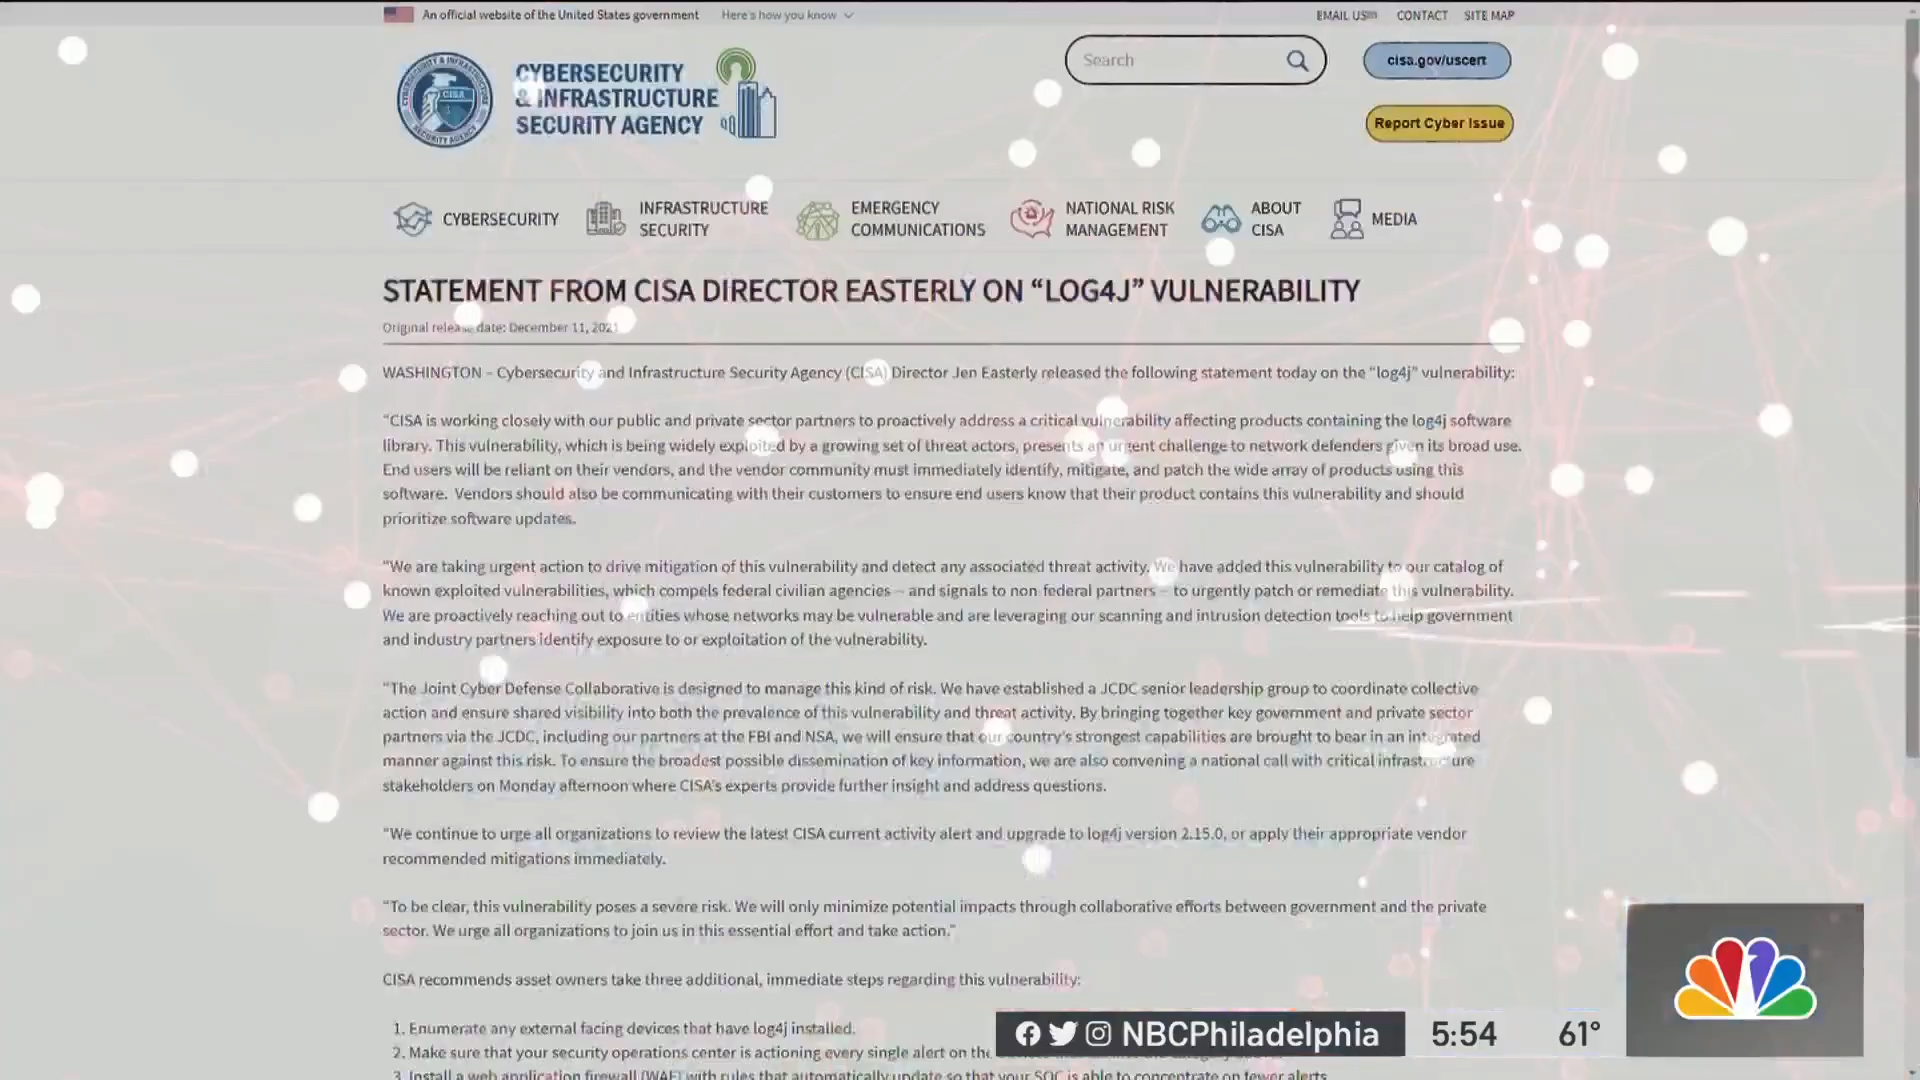 An official website of the United States government Here's how you know
EMAIL US CONTACT SITE MAP
CYBERSECURITY
& INFRASTRUCTURE
SECURITY AGENCY
CISA
Search
cisa.gov/uscert
Report Cyber Issue
CYBERSECURITY
INFRASTRUCTURE
SECURITY
EMERGENCY
COMMUNICATIONS
NATIONAL RISK
MANAGEMENT
ABOUT
CISA
MEDIA
STATEMENT FROM CISA DIRECTOR EASTERLY ON “LOG4J” VULNERABILITY
Original release date: December 11, 2021
WASHINGTON – Cybersecurity and Infrastructure Security Agency (CISA) Director Jen Easterly released the following statement today on the “log4j” vulnerability:
“CISA is working closely with our public and private sector partners to proactively address a critical vulnerability affecting products containing the log4j software
library. This vulnerability, which is being widely exploited by a growing set of threat actors, presents an urgent challenge to network defenders given its broad use.
End users will be reliant on their vendors, and the vendor community must immediately identify, mitigate, and patch the wide array of products using this
software. Vendors should also be communicating with their customers to ensure end users know that their product contains this vulnerability and should
prioritize software updates.
“We are taking urgent action to drive mitigation of this vulnerability and detect any associated threat activity. We have added this vulnerability to our catalog of
known exploited vulnerabilities, which compels federal civilian agencies – and signals to non federal partners – to urgently patch or remediate this vulnerability.
We are proactively reaching out to entities whose networks may be vulnerable and are leveraging our scanning and intrusion detection tools to help government
and industry partners identify exposure to or exploitation of the vulnerability.
“The Joint Cyber Defense Collaborative is designed to manage this kind of risk. We have established a JCDC senior leadership group to coordinate collective
action and ensure shared visibility into both the prevalence of this vulnerability and threat activity. By bringing together key government and private sector
partners via the JCDC, including our partners at the FBI and NSA, we will ensure that our country’s strongest capabilities are brought to bear in an integrated
manner against this risk. To ensure the broadest possible dissemination of key information, we are also convening a national call with critical infrastructure
stakeholders on Monday afternoon where CISA’s experts provide further insight and address questions.
“We continue to urge all organizations to review the latest CISA current activity alert and upgrade to log4j version 2.15.0, or apply their appropriate vendor
recommended mitigations immediately.
“To be clear, this vulnerability poses a severe risk. We will only minimize potential impacts through collaborative efforts between government and the private
sector. We urge all organizations to join us in this essential effort and take action.”
CISA recommends asset owners take three additional, immediate steps regarding this vulnerability:
1. Enumerate any external facing devices that have log4j installed.
2. Make sure that your security operations center is actioning every single alert on the
3. Install a web application firewall (WAF) with rules that automatically update so that your SOC is able to concentrate on fewer alerts
NBCPhiladelphia 5:54 61°